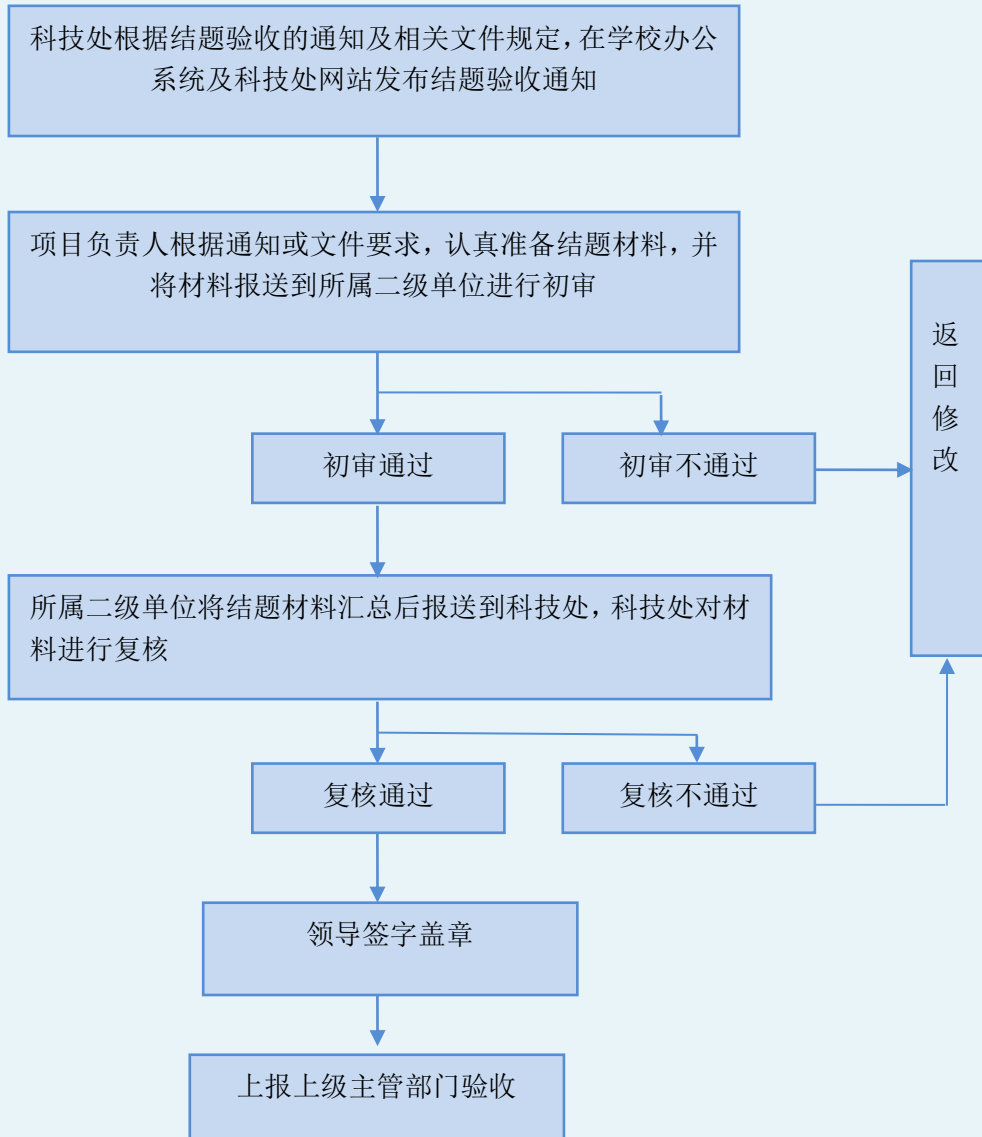 科技处根据结题验收的通知及相关文件规定，在学校办公
系统及科技处网站发布结题验收通知
项目负责人根据通知或文件要求，认真准备结题材料，并
将材料报送到所属二级单位进行初审
返
回
修
改
初审通过
初审不通过
所属二级单位将结题材料汇总后报送到科技处，科技处对材
料进行复核
复核通过
复核不通过
领导签字盖章
上报上级主管部门验收